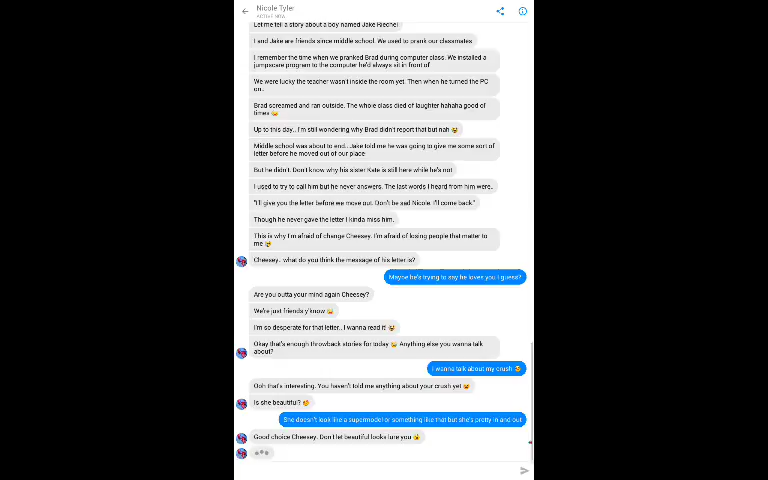 Nicole Tyler
ACTIVE NOW
Let me tell a story about a boy named Jake Riechel
I and Jake are friends since middle school. We used to prank our classmates
I remember the time when we pranked Brad during computer class. We installed a
jumpscare program to the computer he'd always sit in front of
We were lucky the teacher wasn't inside the room yet. Then when he turned the PC
on..
Brad screamed and ran outside. The whole class died of laughter hahaha good of
times 😂
Up to this day.. I'm still wondering why Brad didn't report that but nah 😂
Middle school was about to end.. Jake told me he was going to give me some sort of
letter before he moved out of our place
But he didn't. Don't know why his sister Kate is still here while he's not
I used to try to call him but he never answers. The last words I heard from him were..
"I'll give you the letter before we move out. Don't be sad Nicole. I'll come back"
Though he never gave the letter I kinda miss him.
This is why I'm afraid of change Cheesey. I'm afraid of losing people that matter to
me 😢
Cheesey.. what do you think the message of his letter is?
Maybe he's trying to say he loves you I guess?
Are you outta your mind again Cheesey?
We're just friends y'know 😂
I'm so desperate for that letter.. I wanna read it 😭
Okay that's enough throwback stories for today 😂 Anything else you wanna talk
about?
I wanna talk about my crush 😍
Ooh that's interesting. You haven't told me anything about your crush yet 😮
Is she beautiful? 😍
She doesn't look like a supermodel or something like that but she's pretty in and out
Good choice Cheesey. Don't let beautiful looks lure you 😉